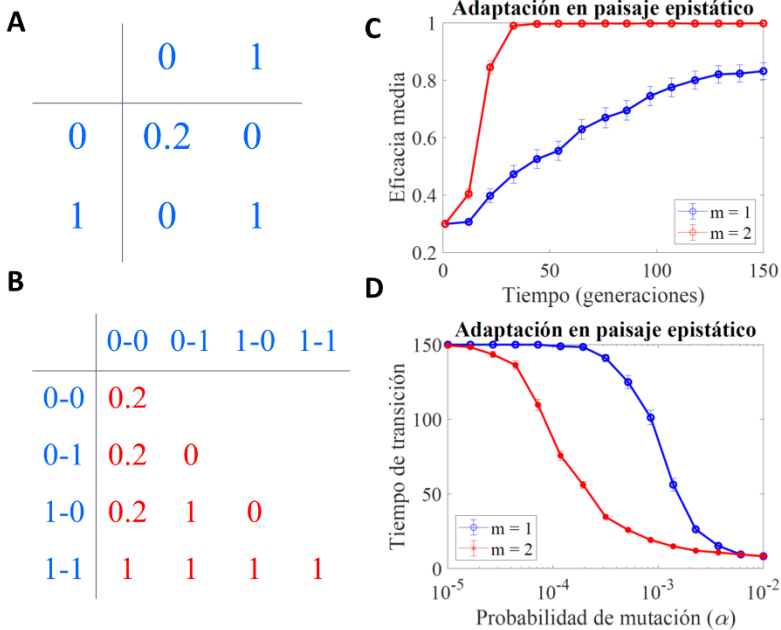 A
0 1
0 0.2 0
1 0 1
B
0-0 0-1 1-0 1-1
0-0 0.2
0-1 0.2 0
1-0 0.2 1 0
1-1 1 1 1 1
C
Adaptación en paisaje epistático
Eficacia media
1
0.8
0.6
0.4
0.2
m = 1
m = 2
0 50 100 150
Tiempo (generaciones)
D
Adaptación en paisaje epistático
Tiempo de transición
150
100
50
0
m = 1
m = 2
10-5 10-4 10-3 10-2
Probabilidad de mutación (α)